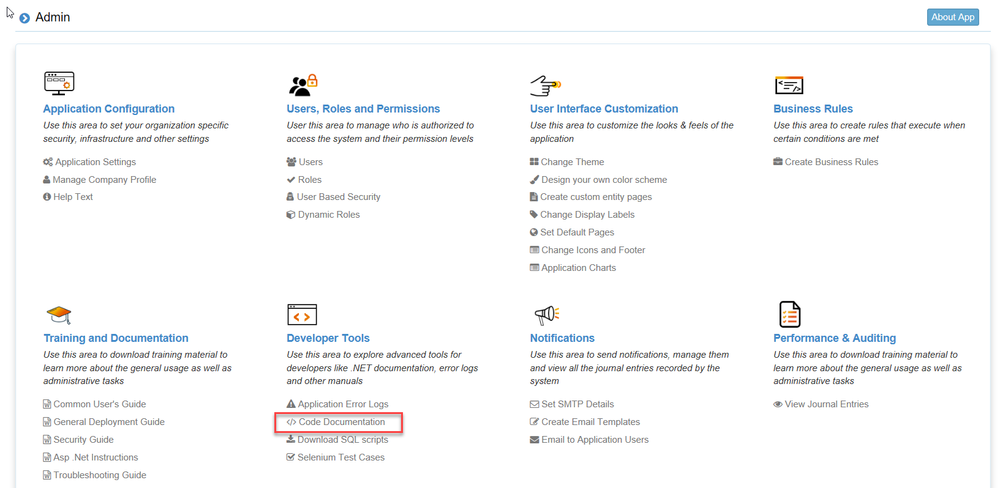 Admin
About App
Application Configuration
Use this area to set your organization specific
security, infrastructure and other settings
Application Settings
Manage Company Profile
Help Text
Users, Roles and Permissions
User this area to manage who is authorized to
access the system and their permission levels
Users
Roles
User Based Security
Dynamic Roles
User Interface Customization
Use this area to customize the looks & feels of the
application
Change Theme
Design your own color scheme
Create custom entity pages
Change Display Labels
Set Default Pages
Change Icons and Footer
Application Charts
Business Rules
Use this area to create rules that execute when
certain conditions are met
Create Business Rules
Training and Documentation
Use this area to download training material to
learn more about the general usage as well as
administrative tasks
Common User's Guide
General Deployment Guide
Security Guide
Asp .Net Instructions
Troubleshooting Guide
Developer Tools
Use this area to explore advanced tools for
developers like .NET documentation, error logs
and other manuals
Application Error Logs
Code Documentation
Download SQL scripts
Selenium Test Cases
Notifications
Use this area to send notifications, manage them
and view all the journal entries recorded by the
system
Set SMTP Details
Create Email Templates
Email to Application Users
Performance & Auditing
Use this area to download training material to
learn more about the general usage as well as
administrative tasks
View Journal Entries